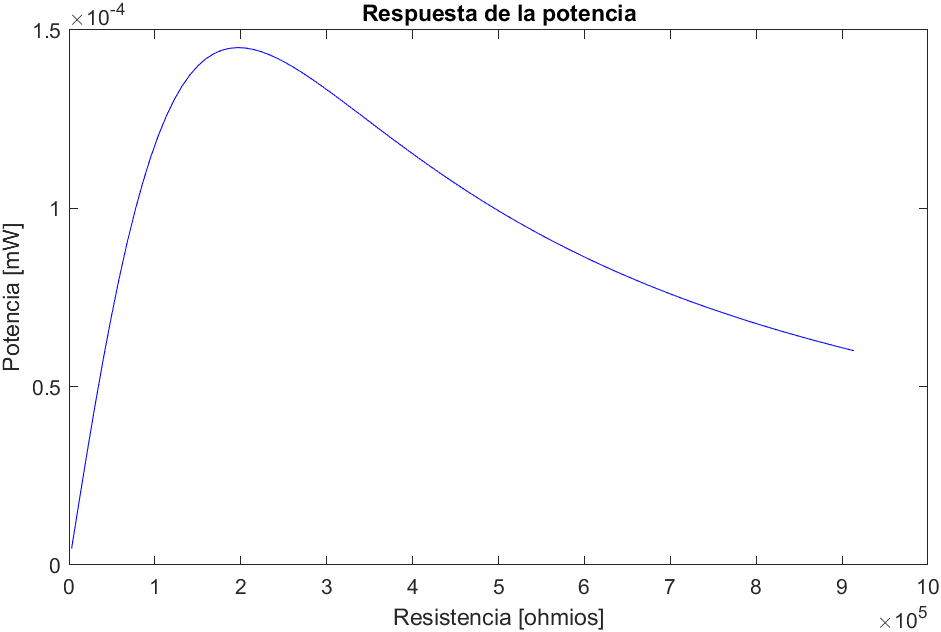 Respuesta de la potencia
×10-4
1.5
1
0.5
0
Potencia [mW]
0 1 2 3 4 5 6 7 8 9 10
Resistencia [ohmios]
×105